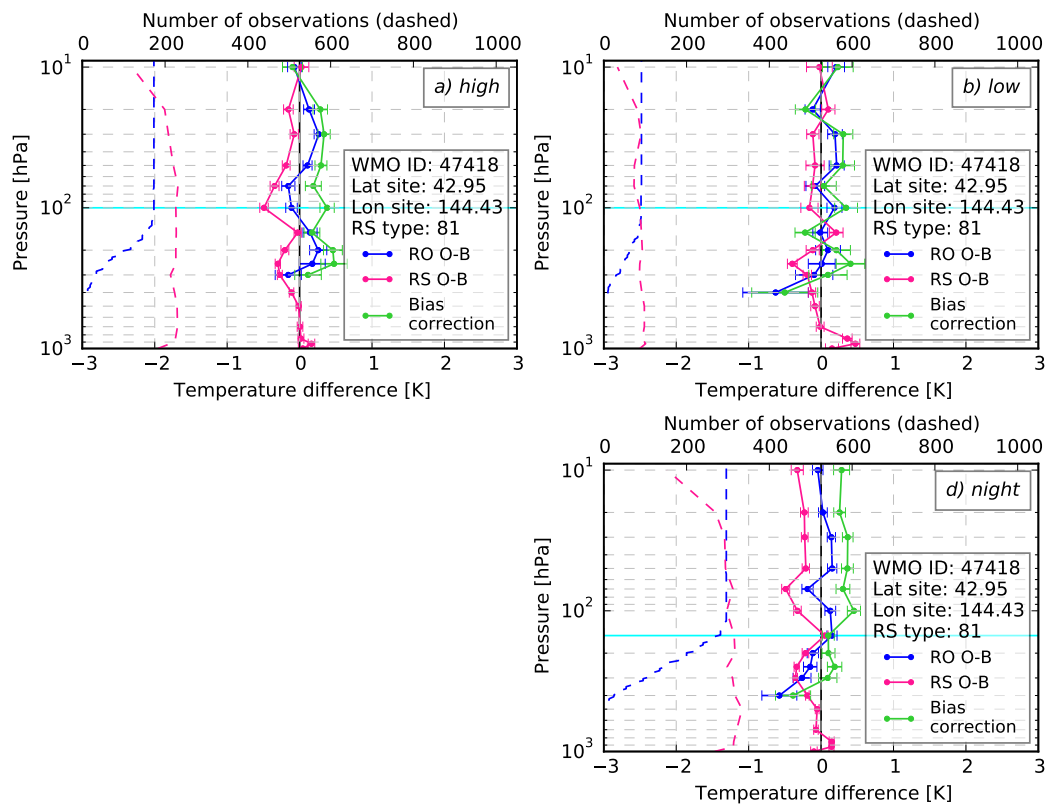 Number of observations (dashed)
0 200 400 600 800 1000
a) high
Pressure [hPa]
10¹
10²
10³
WMO ID: 47418
Lat site: 42.95
Lon site: 144.43
RS type: 81
RO O-B
RS O-B
Bias
correction
−3 −2 −1 0 1 2 3
Temperature difference [K]
Number of observations (dashed)
0 200 400 600 800 1000
b) low
Pressure [hPa]
10¹
10²
10³
WMO ID: 47418
Lat site: 42.95
Lon site: 144.43
RS type: 81
RO O-B
RS O-B
Bias
correction
−3 −2 −1 0 1 2 3
Temperature difference [K]
Number of observations (dashed)
0 200 400 600 800 1000
d) night
Pressure [hPa]
10¹
10²
10³
WMO ID: 47418
Lat site: 42.95
Lon site: 144.43
RS type: 81
RO O-B
RS O-B
Bias
correction
−3 −2 −1 0 1 2 3
Temperature difference [K]